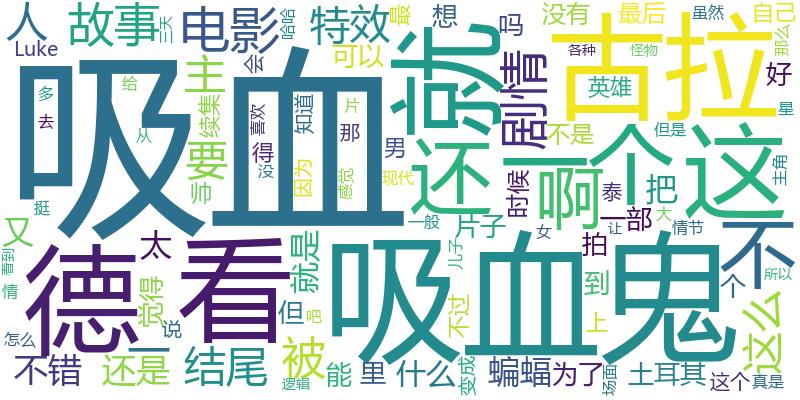 人 故事 电影 特效 最 想 吗 没有 最后 虽然 自己
Luke 三天 哈哈 会 可以 各种 怪物 那么
吸血 主 就 剧情 古拉 好
多 给 续集 喜欢 知道 片 那 英雄 星
去 从 要 得 男 还 不是 一个 这 但是
挺 师 没 因为 感觉 现代 时候 啊 泰 把 主角
又 德 太 看 就是 一般 片子 一部 大 不
看到 情 觉得 吸血鬼 儿子 女 拍 让 情节
说 但 吕 不过 到 个 所以 这么
怎么 一 上
不错 还是 结尾 被 能 里 什么 变成 蝙蝠 为了 场面 土耳其 这个 真是
逻辑